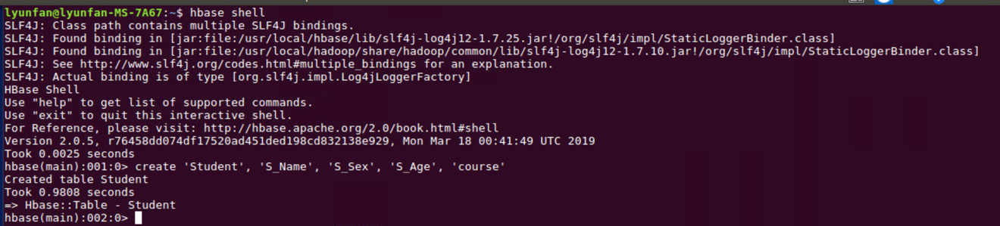 lyunfan@lyunfan-MS-7A67:~$ hbase shell
SLF4J: Class path contains multiple SLF4J bindings.
SLF4J: Found binding in [jar:file:/usr/local/hbase/lib/slf4j-log4j12-1.7.25.jar!/org/slf4j/impl/StaticLoggerBinder.class]
SLF4J: Found binding in [jar:file:/usr/local/hadoop/share/hadoop/common/lib/slf4j-log4j12-1.7.10.jar!/org/slf4j/impl/StaticLoggerBinder.class]
SLF4J: See http://www.slf4j.org/codes.html#multiple_bindings for an explanation.
SLF4J: Actual binding is of type [org.slf4j.impl.Log4jLoggerFactory]
HBase Shell
Use "help" to get list of supported commands.
Use "exit" to quit this interactive shell.
For Reference, please visit: http://hbase.apache.org/2.0/book.html#shell
Version 2.0.5, r76458dd074df17520ad451ded198cd832138e929, Mon Mar 18 00:41:49 UTC 2019
Took 0.0025 seconds
hbase(main):001:0> create 'Student', 'S_Name', 'S_Sex', 'S_Age', 'course'
Created table Student
Took 0.9808 seconds
=> Hbase::Table - Student
hbase(main):002:0>